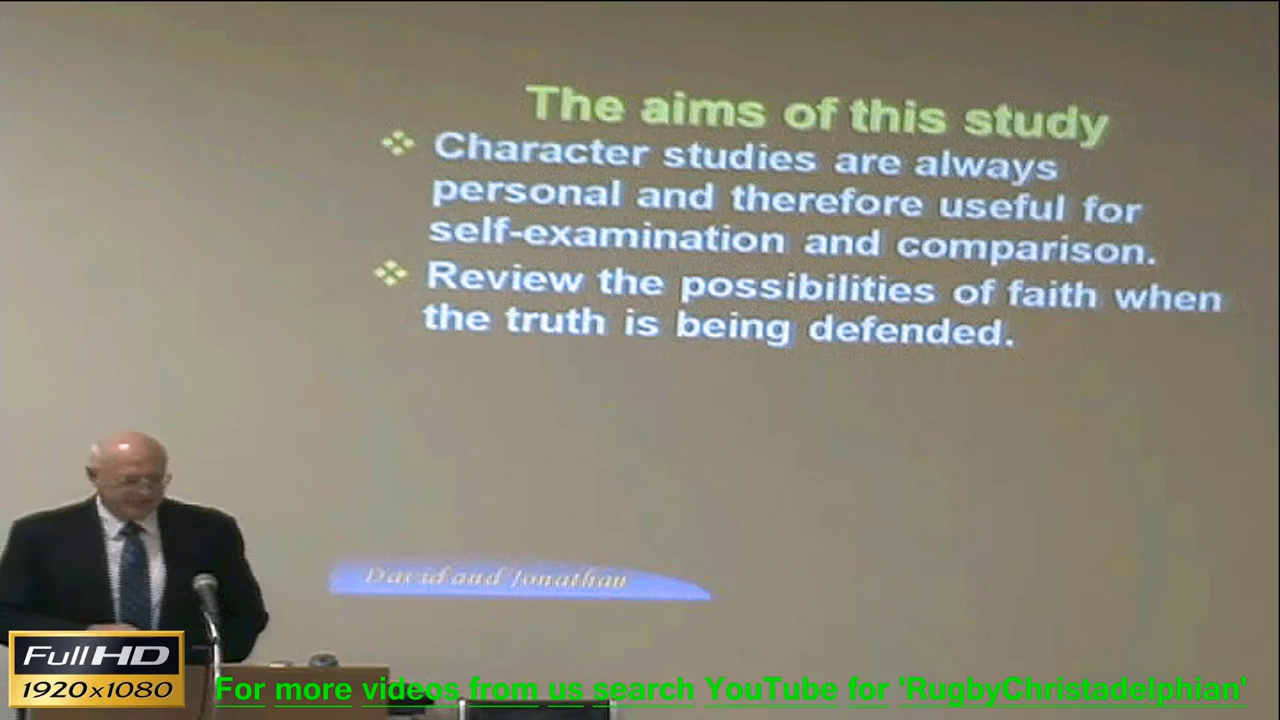 The aims of this study
Character studies are always
personal and therefore useful for
self-examination and comparison.
Review the possibilities of faith when
the truth is being defended.
David and Jonathan
Full HD
1920x1080
For more videos from us search YouTube for 'RugbyChristadelphian'